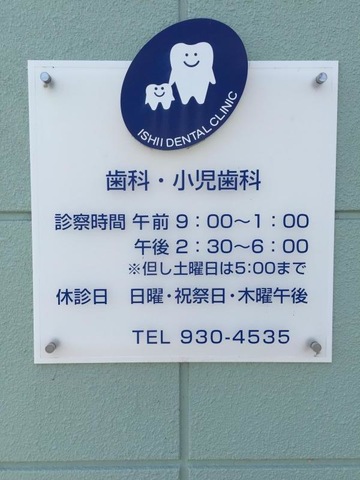 ISHII DENTAL CLINIC
歯科・小児歯科
診察時間 午前 9：00〜1：00
午後 2：30〜6：00
※但し土曜日は5:00まで
休診日 日曜・祝祭日・木曜午後
TEL 930-4535